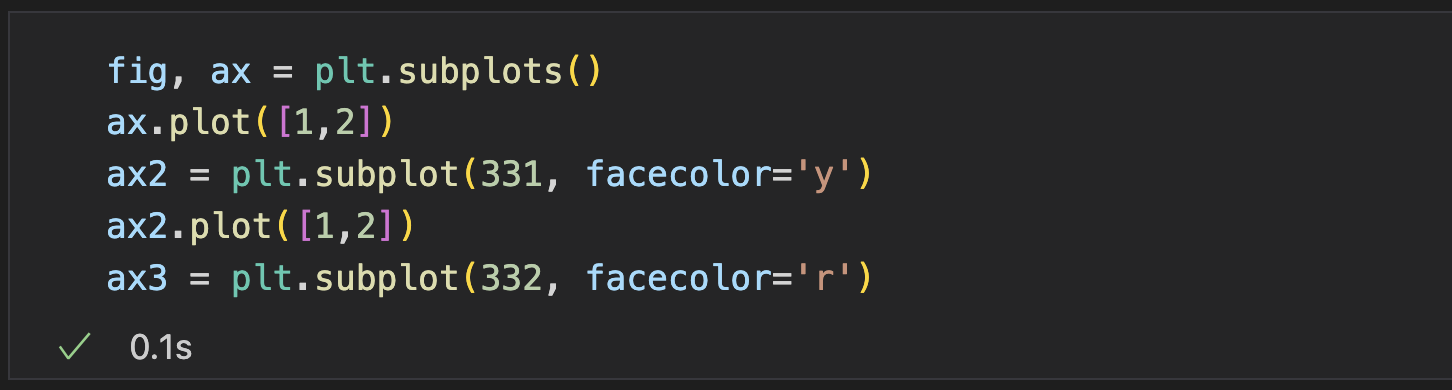 fig, ax = plt.subplots()
ax.plot([1,2])
ax2 = plt.subplot(331, facecolor='y')
ax2.plot([1,2])
ax3 = plt.subplot(332, facecolor='r')
0.1s